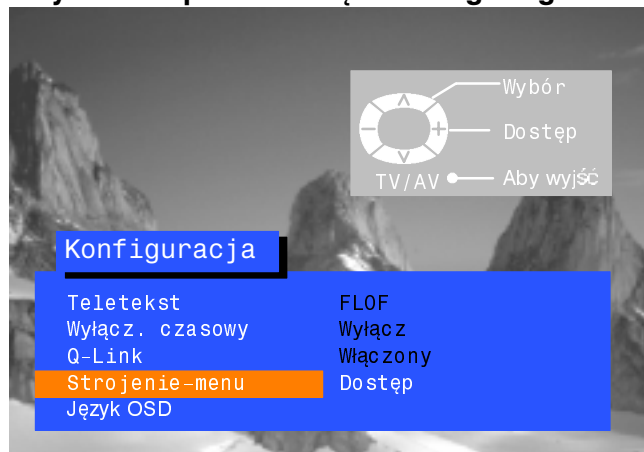 Wybór
Dostęp
TV/AV Aby wyjść
Konfiguracja
Teletekst FLOF
Wyłącz. czasowy Wyłącz
Q-Link Włączony
Strojenie-menu Dostęp
Język OSD